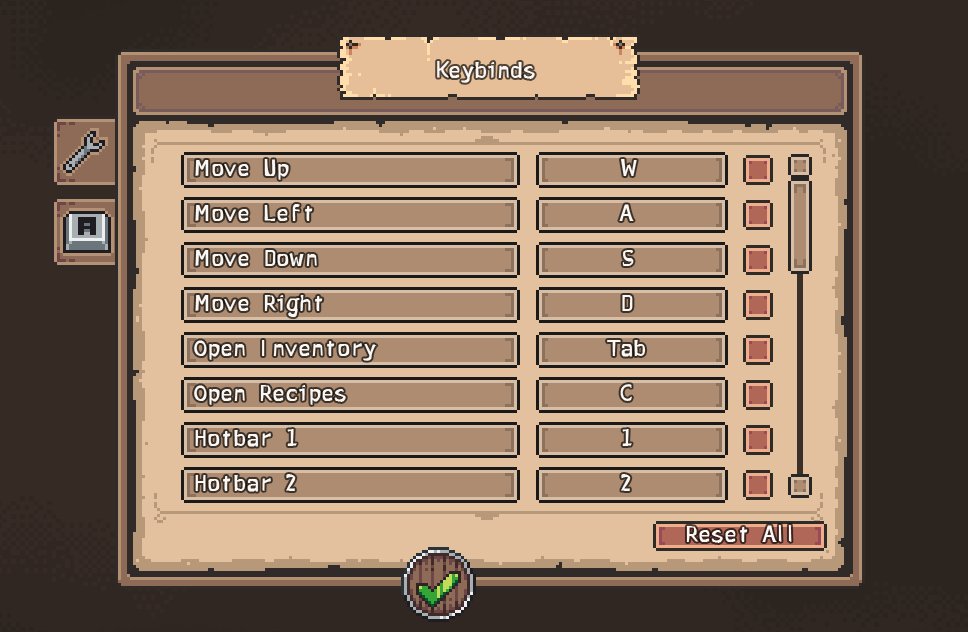 Keybinds
Move Up W
Move Left A
Move Down S
Move Right D
Open Inventory Tab
Open Recipes C
Hotbar 1 1
Hotbar 2 2
Reset All
A